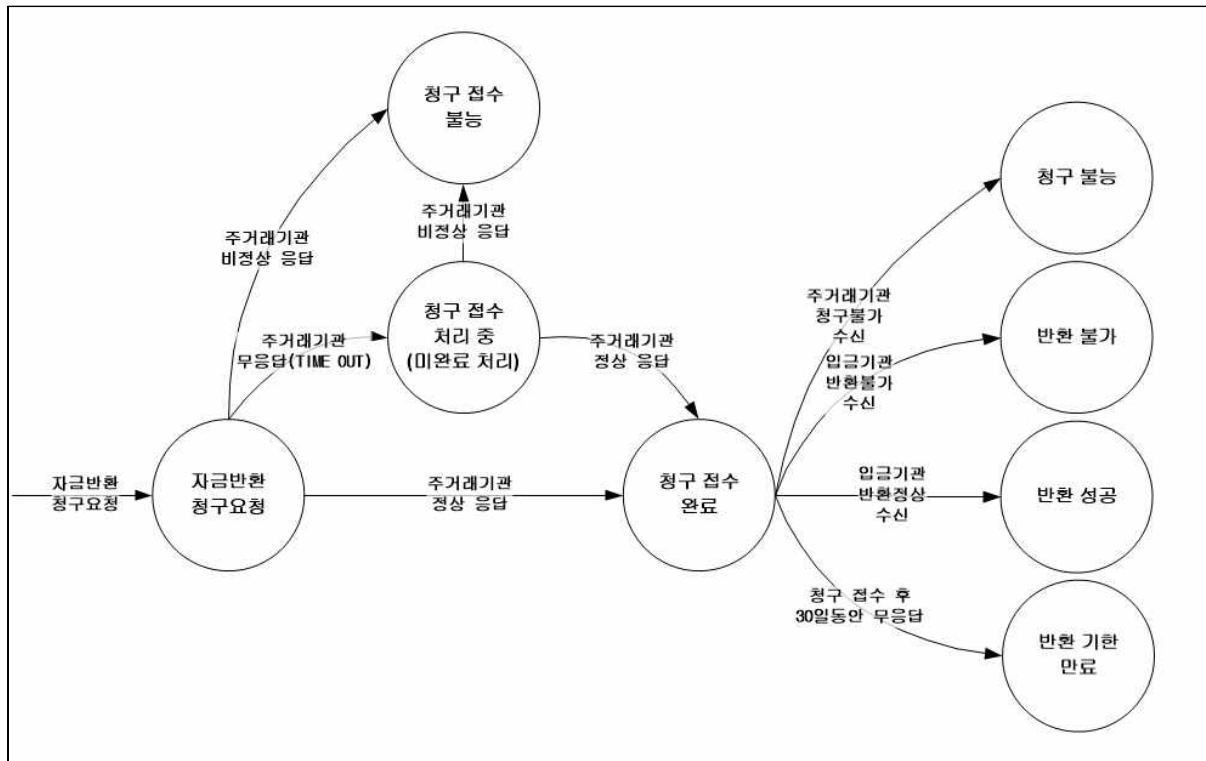 청구 접수
불능
청구 불능
주거래기관
비정상 응답
주거래기관
비정상 응답
청구 접수
처리 중
(미완료 처리)
주거래기관
무응답(TIME OUT)
주거래기관
정상 응답
주거래기관
청구불가
수신
반환 불가
입금기관
반환불가
수신
자금반환
청구요청
자금반환
청구요청
주거래기관
정상 응답
청구 접수
완료
입금기관
반환정상
수신
반환 성공
청구 접수 후
30일동안 무응답
반환 기한
만료